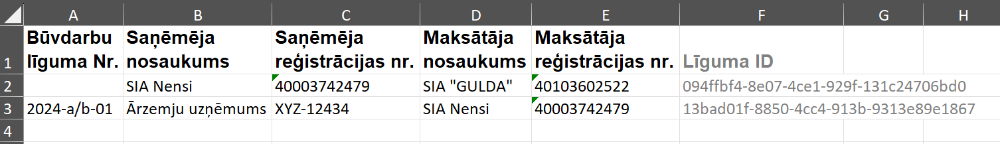 A B C D E F G H
1 Būvdarbu līguma Nr. Saņēmēja nosaukums Saņēmēja reģistrācijas nr. Maksātāja nosaukums Maksātāja reģistrācijas nr. Līguma ID
2 SIA Nensi 40003742479 SIA "GULDA" 40103602522 094ffbf4-8e07-4ce1-929f-131c24706bd0
3 2024-a/b-01 Ārzemju uzņēmums XYZ-12434 SIA Nensi 40003742479 13bad01f-8850-4cc4-913b-9313e89e1867
4